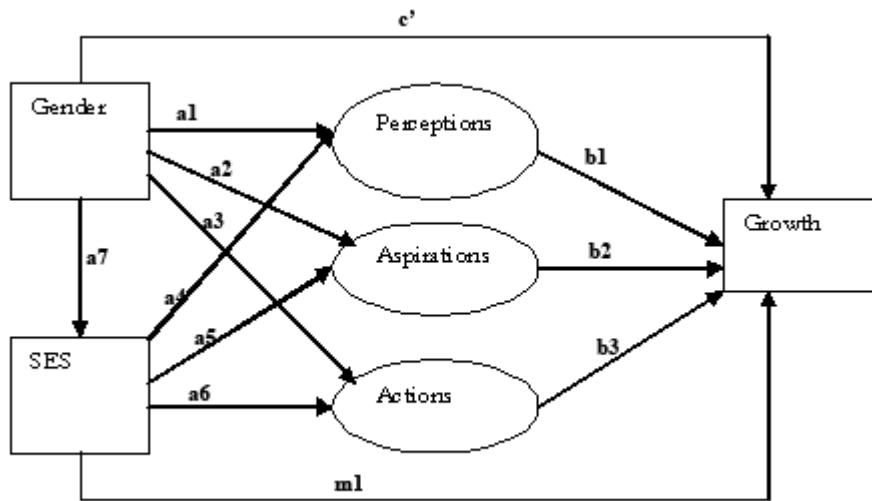 c'
Gender
a1
Perceptions
a2
b1
a3
Growth
Aspirations
b2
a7
a4
a5
b3
SES
a6
Actions
m1